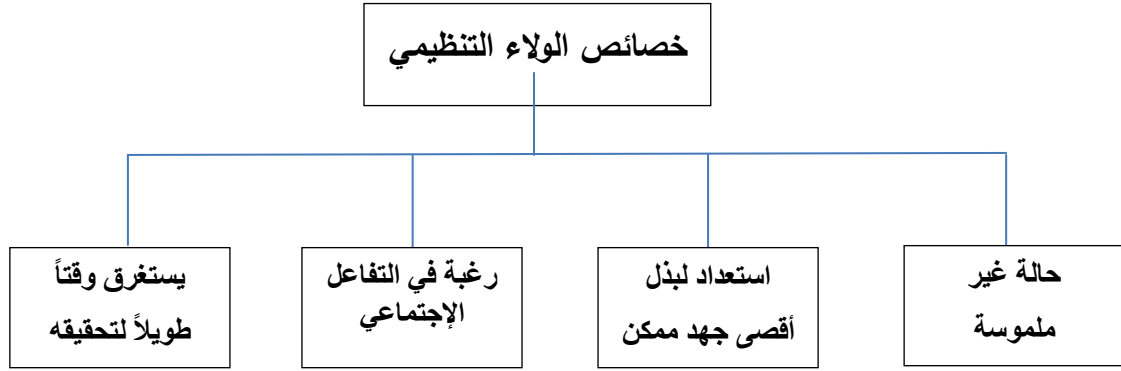 خصائص الولاء التنظيمي
حالة غير
ملموسة
استعداد لبذل
أقصى جهد ممكن
رغبة في التفاعل
الإجتماعي
يستغرق وقتاً
طويلاً لتحقيقه